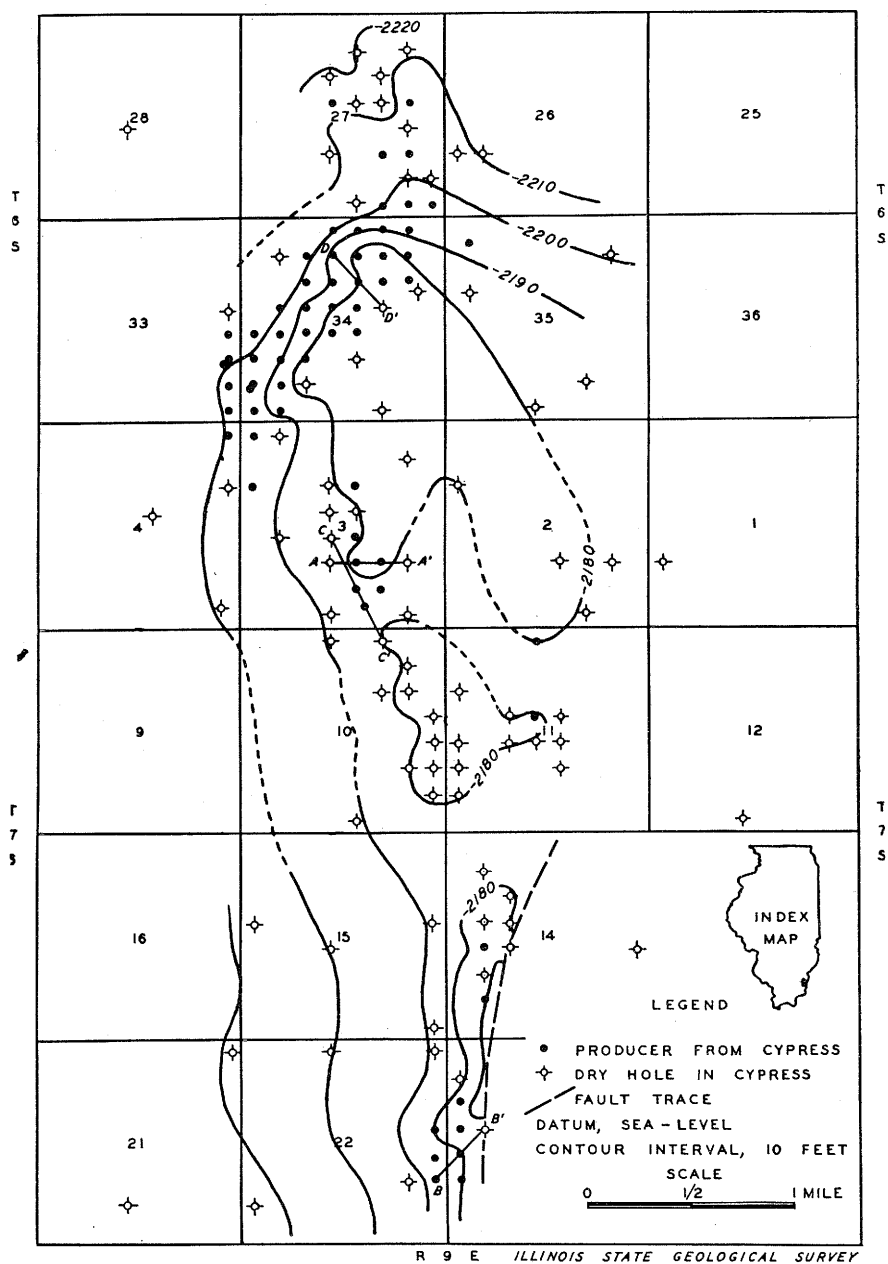 -2220
28
27
26
25
-2210
T
6
S
T
6
S
-2200
D
-2190
33
34
D'
35
36
4
3
C
2
1
A
A'
-2180
C'
9
10
11
12
-2180
T
7
S
T
7
S
-2180
16
15
14
INDEX
MAP
LEGEND
PRODUCER FROM CYPRESS
DRY HOLE IN CYPRESS
FAULT TRACE
B'
DATUM, SEA-LEVEL
21
22
CONTOUR INTERVAL, 10 FEET
SCALE
B
0 1/2 1 MILE
R 9 E ILLINOIS STATE GEOLOGICAL SURVEY